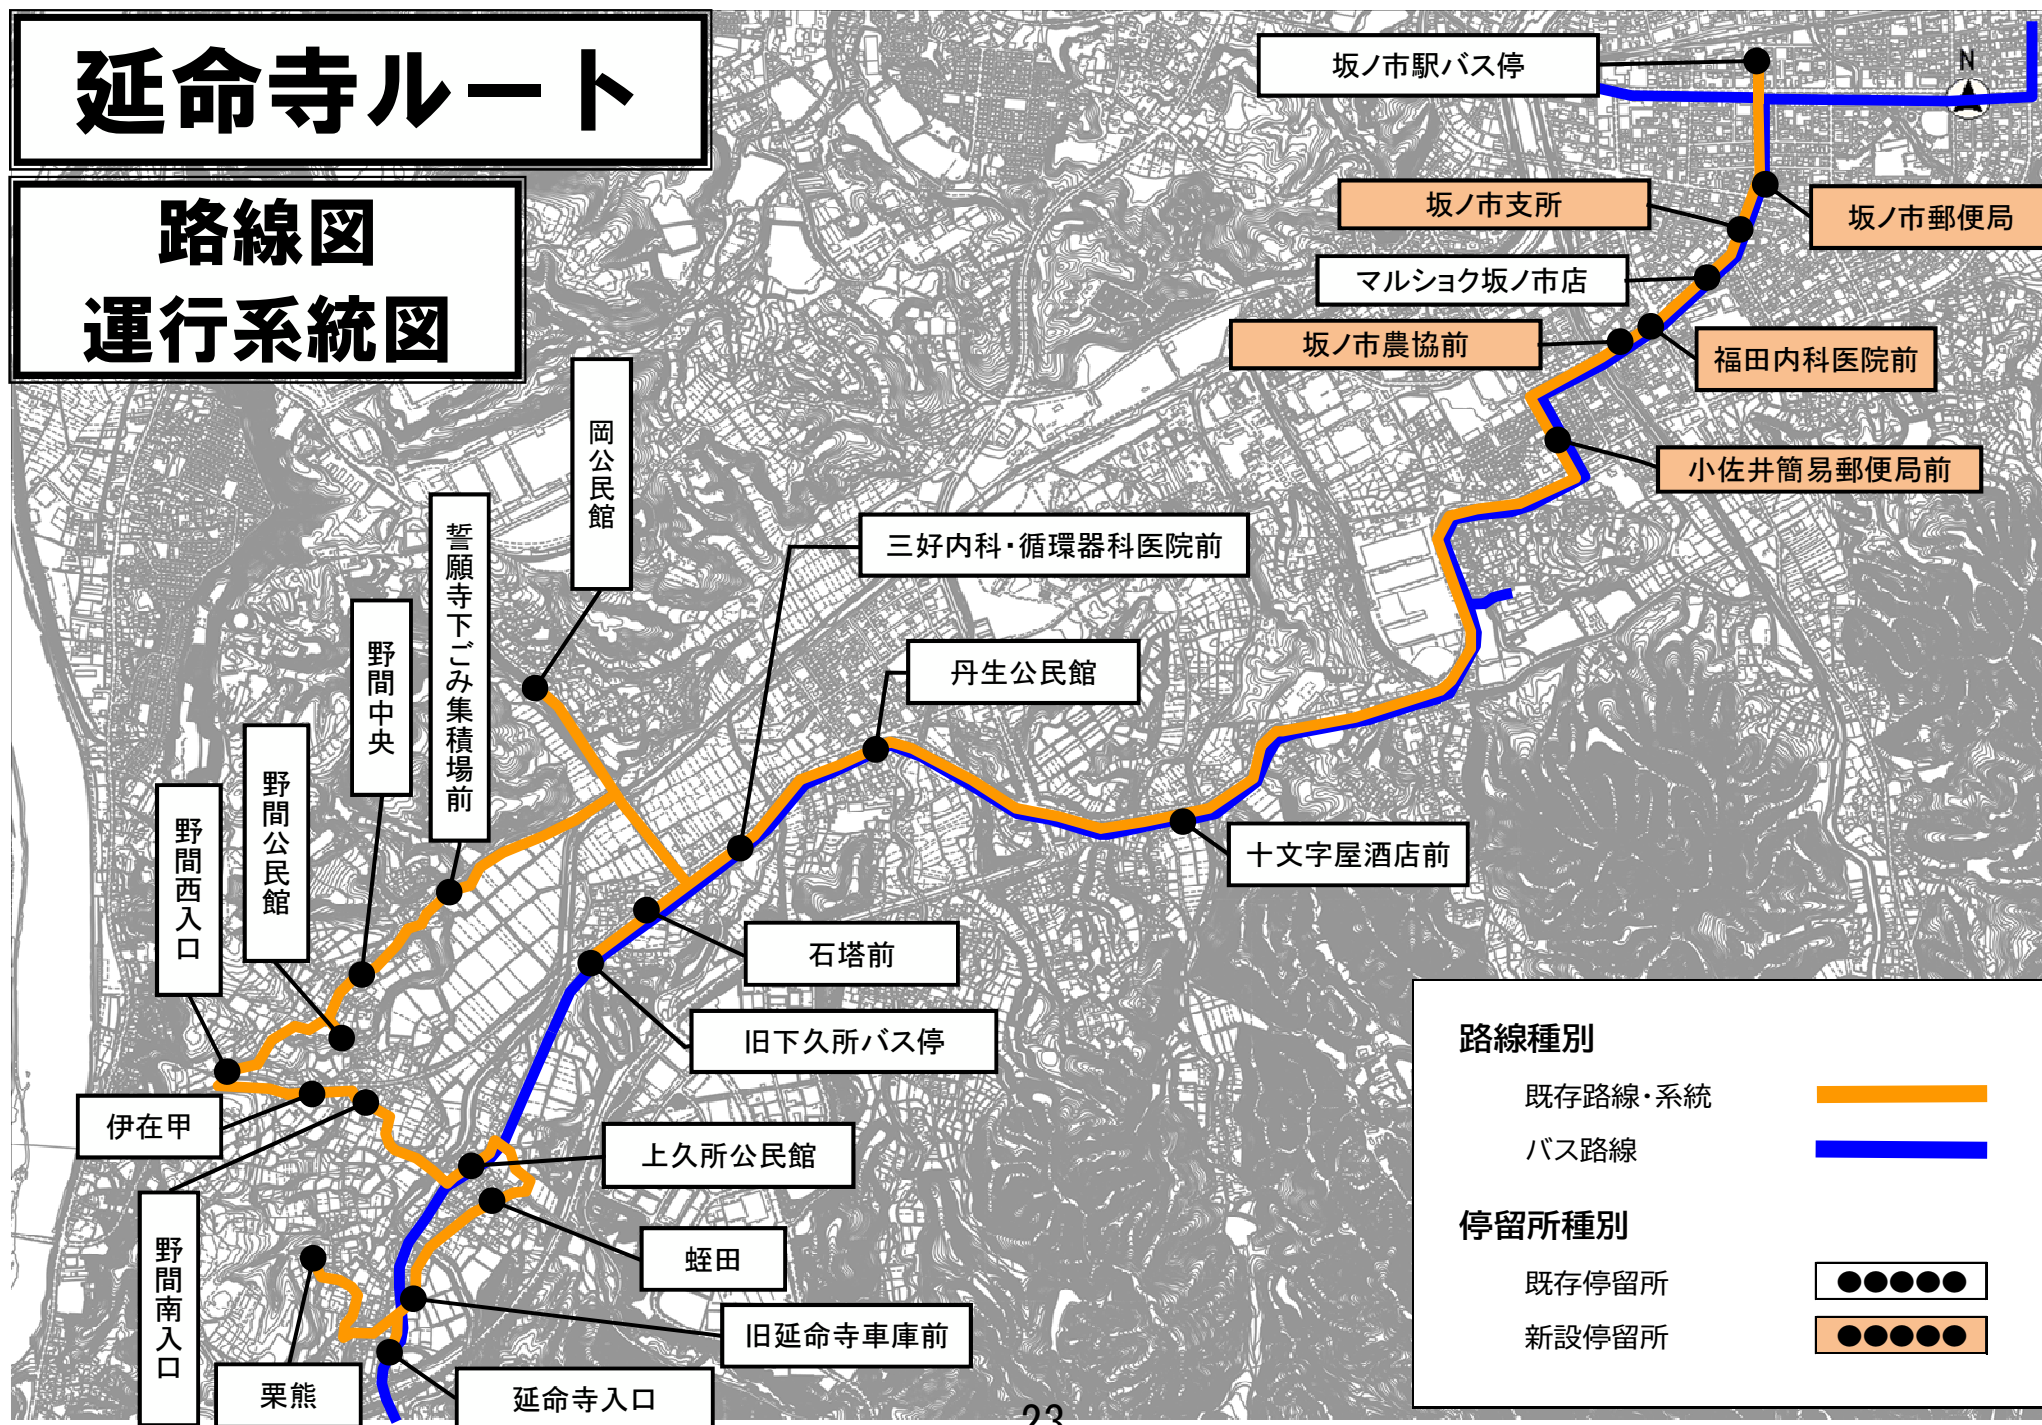 延命寺ルート
路線図
運行系統図
坂ノ市駅バス停
N
坂ノ市支所
坂ノ市郵便局
マルショク坂ノ市店
坂ノ市農協前
福田内科医院前
小佐井簡易郵便局前
岡公民館
誓願寺下ごみ集積場前
三好内科・循環器科医院前
野間中央
丹生公民館
野間公民館
野間西入口
十文字屋酒店前
石塔前
旧下久所バス停
伊在甲
上久所公民館
野間南入口
蛭田
旧延命寺車庫前
栗熊
延命寺入口
路線種別
既存路線・系統
バス路線
停留所種別
既存停留所
●●●●●
新設停留所
●●●●●
23